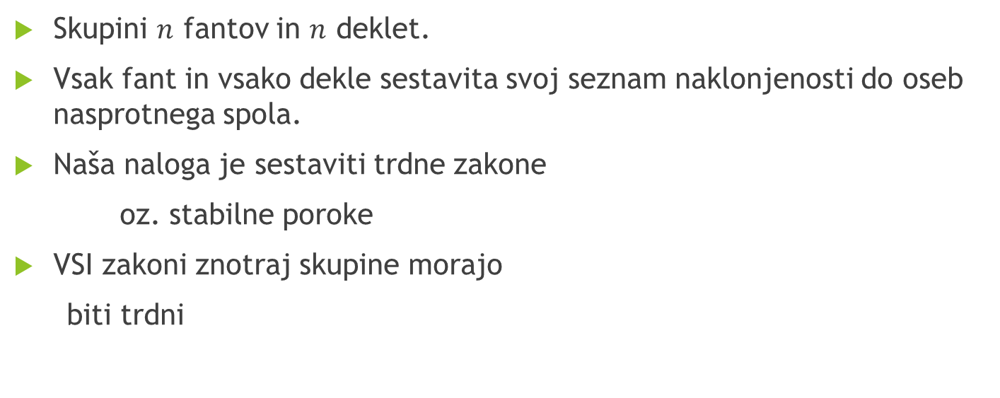 Skupini n fantov in n deklet.
Vsak fant in vsako dekle sestavita svoj seznam naklonjenosti do oseb
nasprotnega spola.
Naša naloga je sestaviti trdne zakone
oz. stabilne poroke
VSI zakoni znotraj skupine morajo
biti trdni